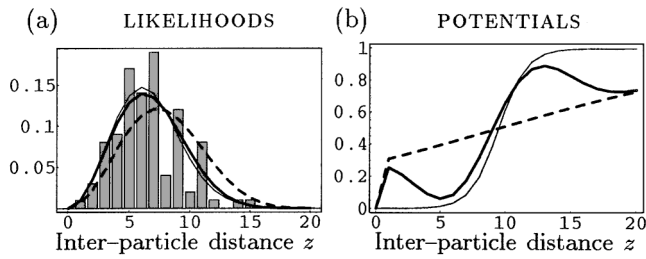 (a) LIKELIHOODS
0.15
0.1
0.05
0 5 10 15 20
Inter-particle distance z
(b) POTENTIALS
1
0.8
0.6
0.4
0.2
0
0 5 10 15 20
Inter-particle distance z